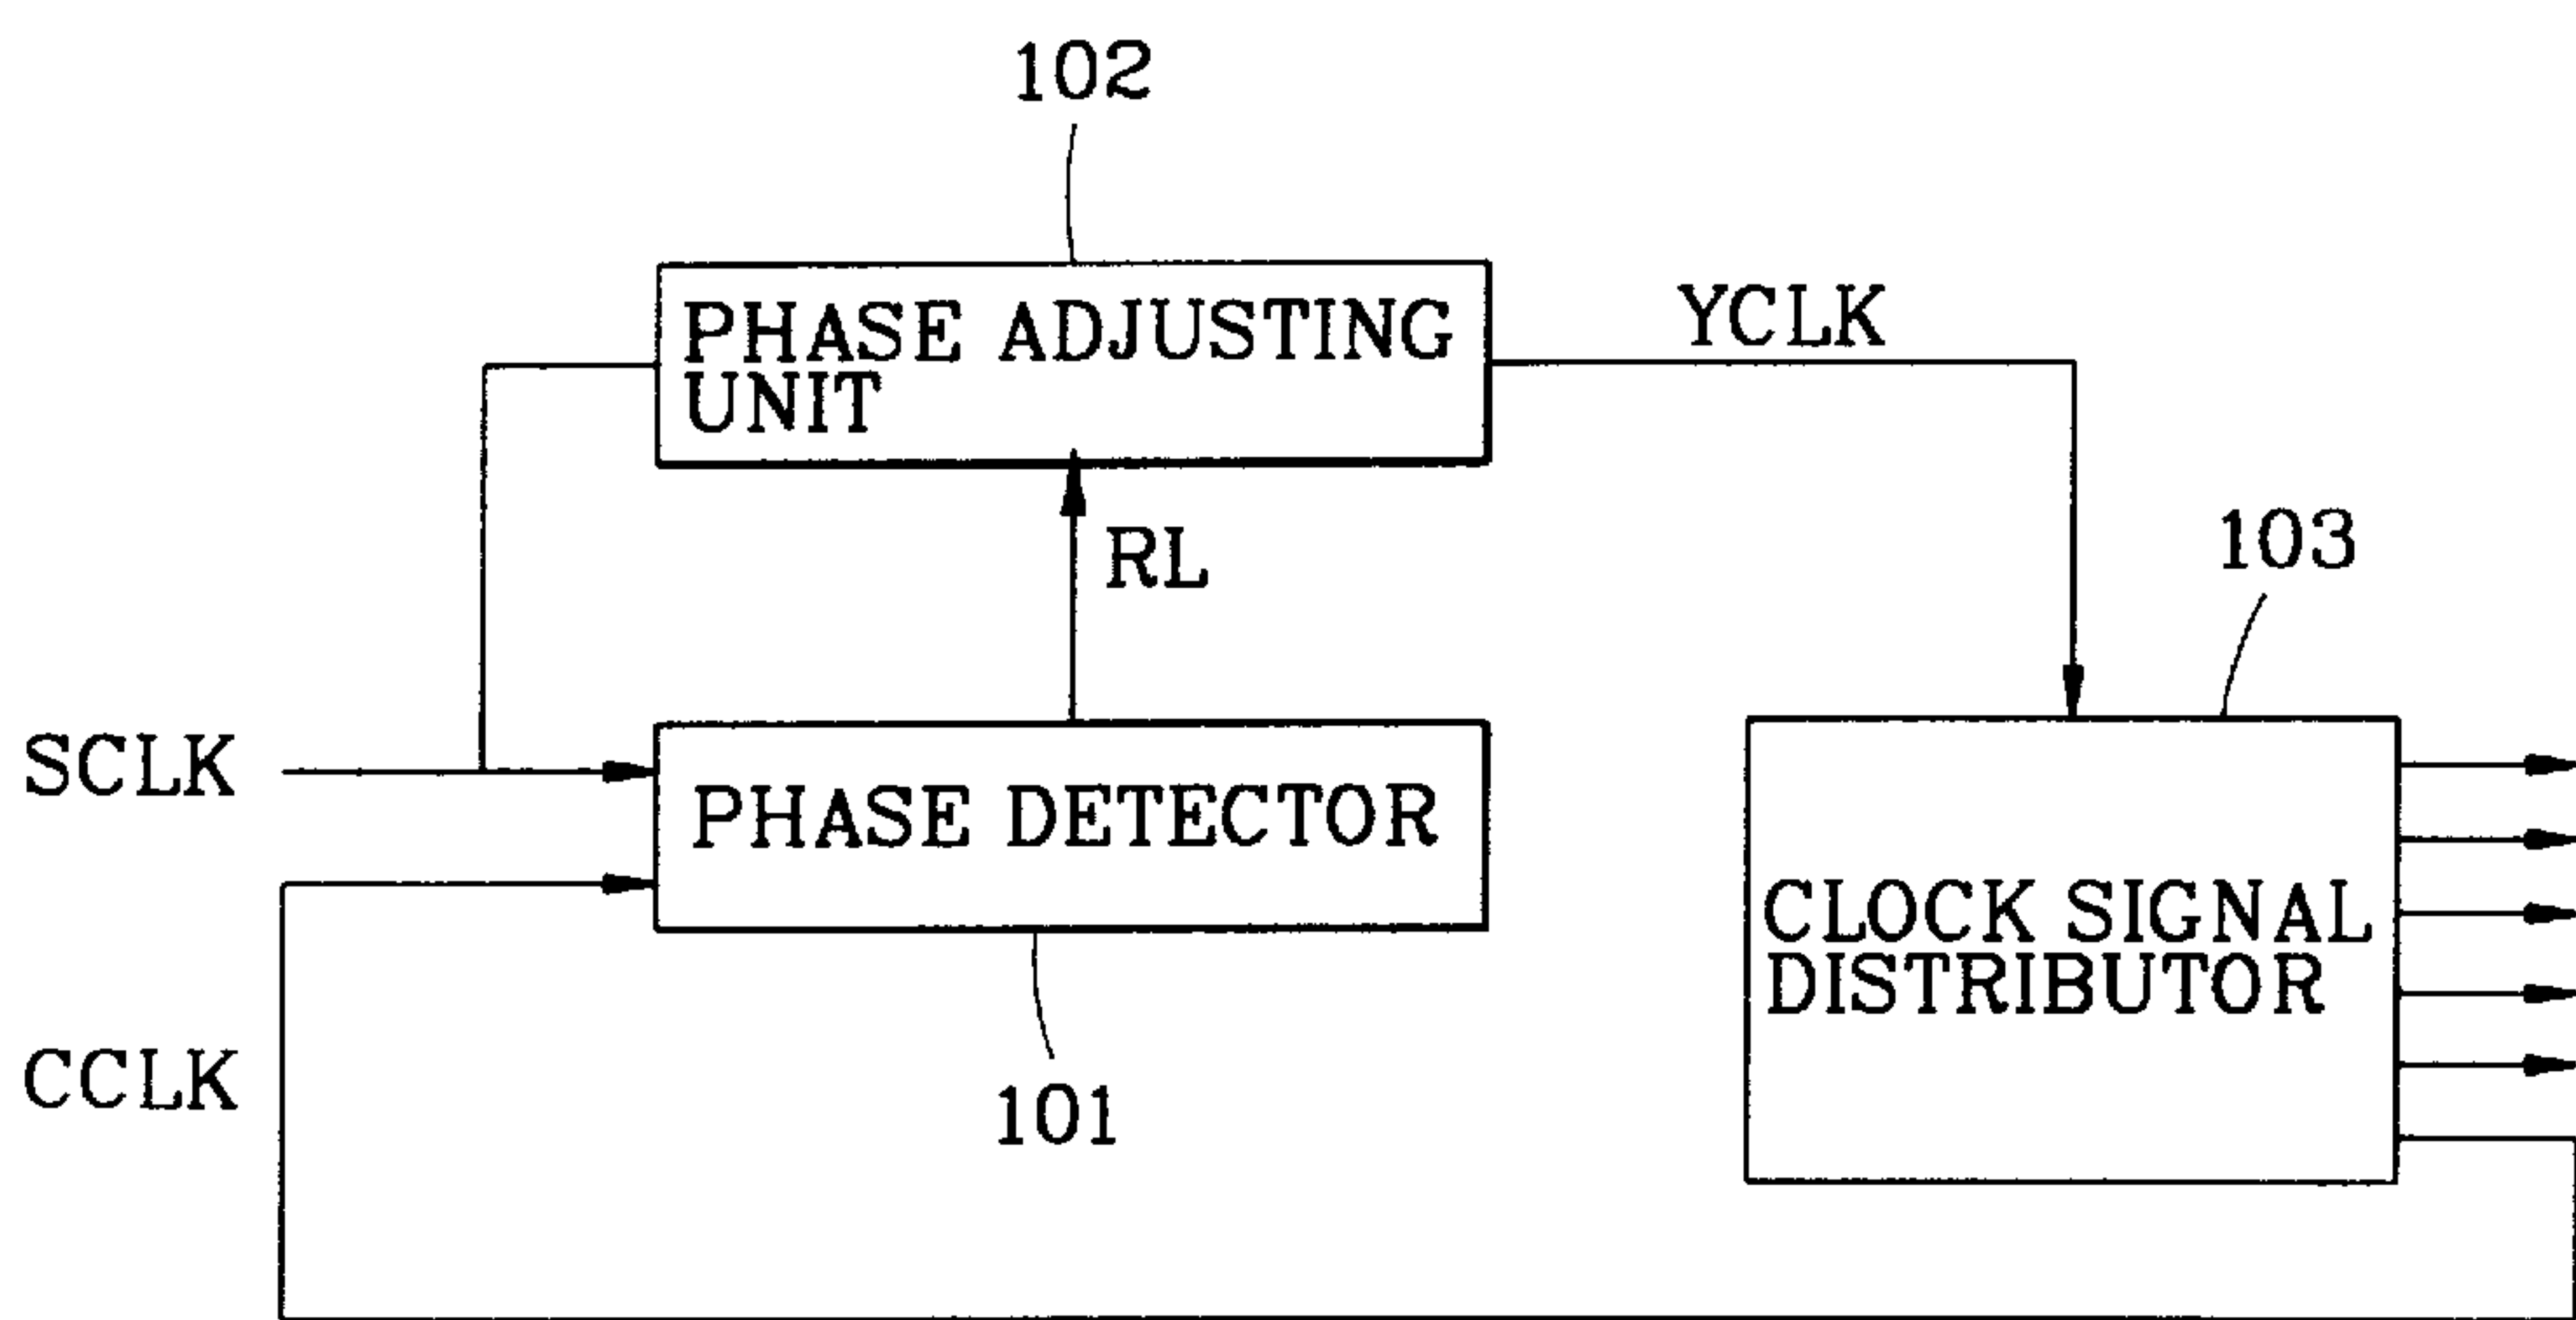 102
PHASE ADJUSTING
UNIT
YCLK
RL
103
SCLK
PHASE DETECTOR
CLOCK SIGNAL
DISTRIBUTOR
CCLK
101